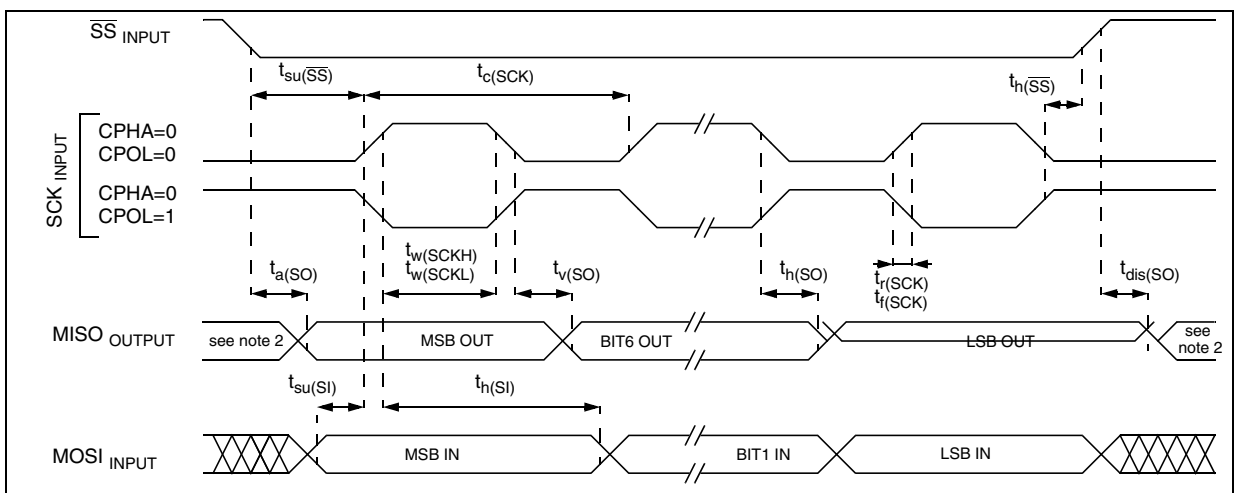 SS INPUT
tsu(SS)
tc(SCK)
th(SS)
SCK INPUT
CPHA=0
CPOL=0
CPHA=0
CPOL=1
ta(SO)
tw(SCKH)
tw(SCKL)
tv(SO)
th(SO)
tr(SCK)
tf(SCK)
tdis(SO)
MISO OUTPUT
see note 2
MSB OUT
BIT6 OUT
LSB OUT
see
note 2
tsu(SI)
th(SI)
MOSI INPUT
MSB IN
BIT1 IN
LSB IN